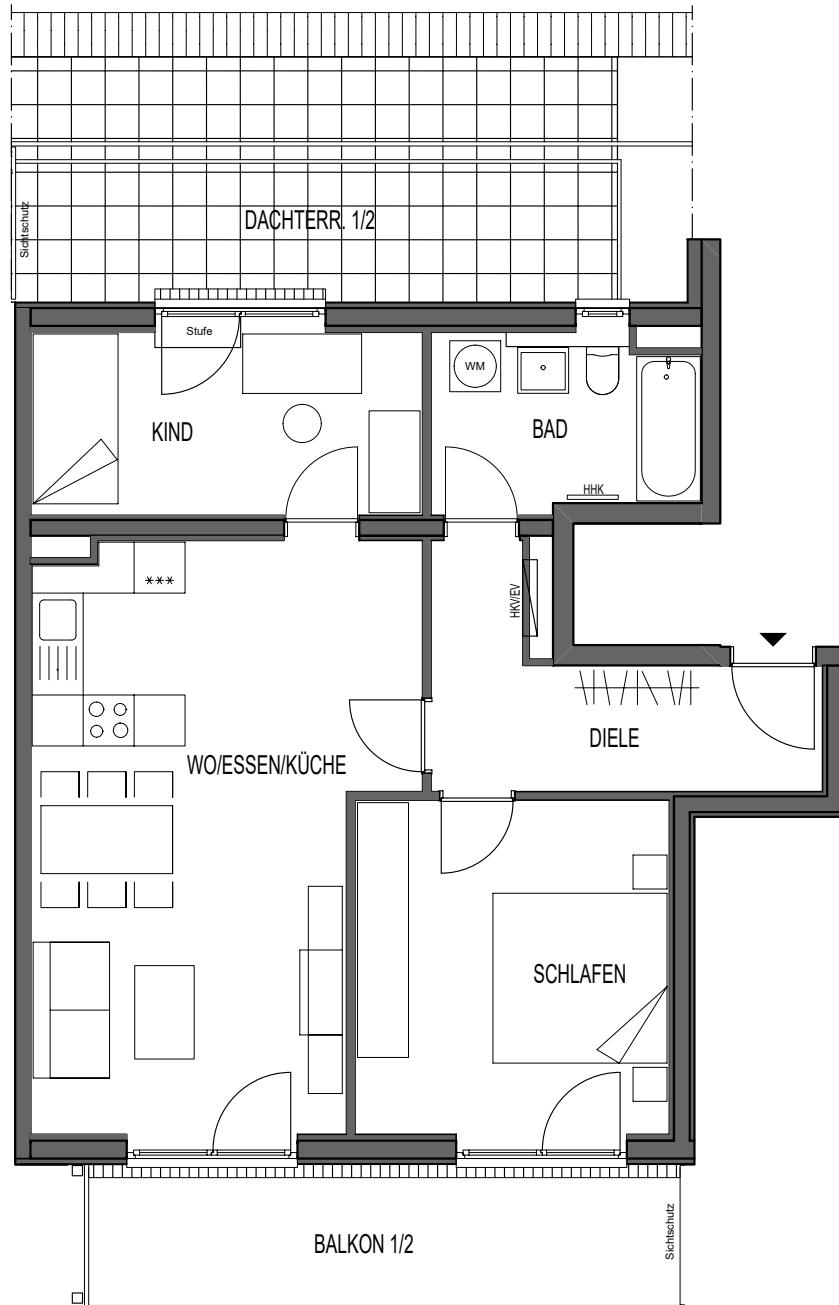 Sichtschutz
DACHTERR. 1/2
Stufe
WM
KIND
BAD
HHK
***
HKV/EV
DIELE
WO/ESSEN/KÜCHE
SCHLAFEN
Sichtschutz
BALKON 1/2